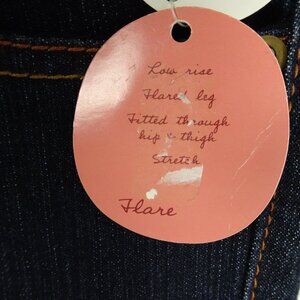 Low rise
Flared leg
Fitted through
hip & thigh
Stretch
Flare